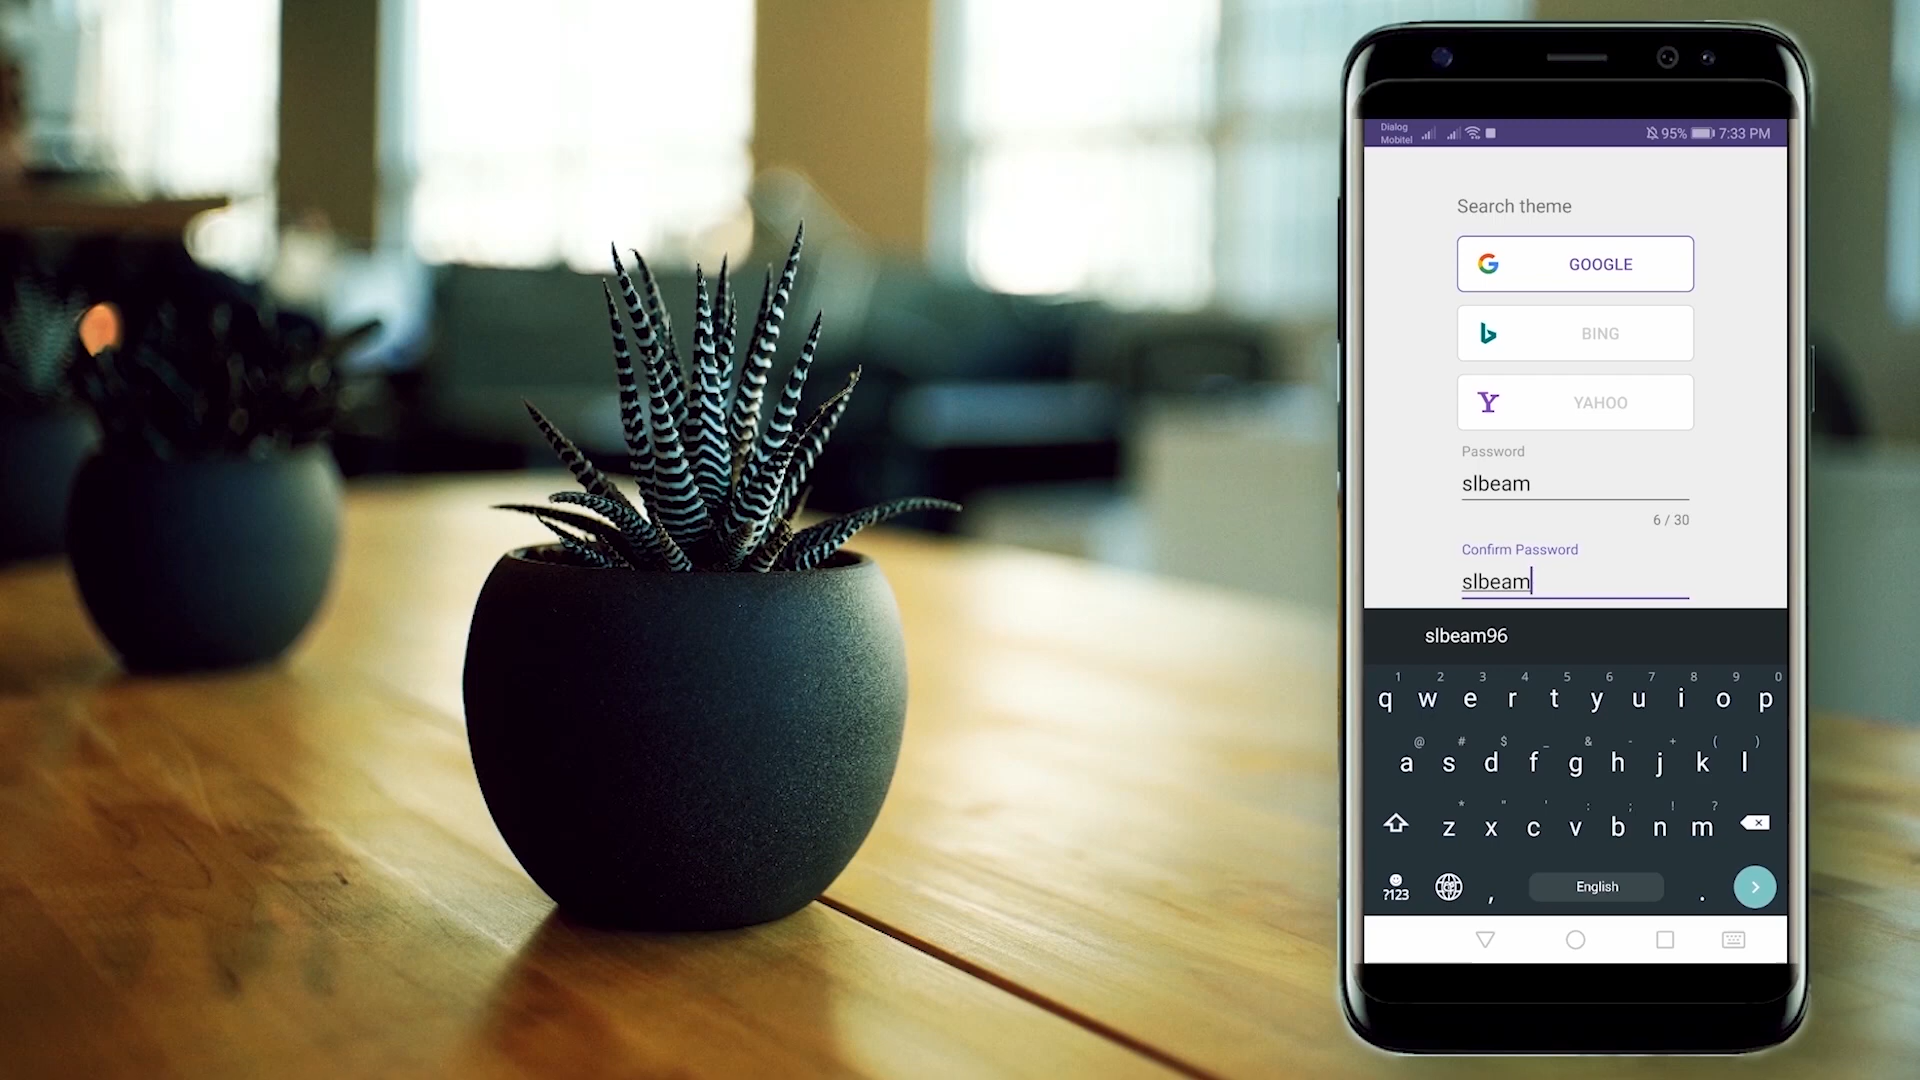 Dialog
Mobitel
95% 7:33 PM
Search theme
G GOOGLE
b BING
Y YAHOO
Password
slbeam
6 / 30
Confirm Password
slbeam
slbeam96
1 2 3 4 5 6 7 8 9 0
q w e r t y u i o p
@ # $ _ & - + ( )
a s d f g h j k l
* " ' : ; ! ?
z x c v b n m
?123 , English .